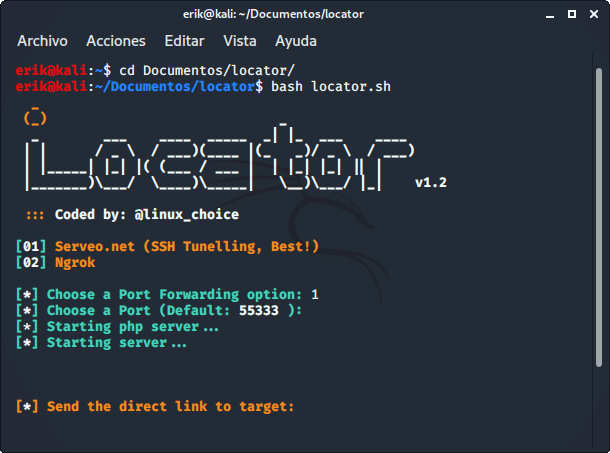 erik@kali: ~/Documentos/locator
Archivo Acciones Editar Vista Ayuda
erik@kali:~$ cd Documentos/locator/
erik@kali:~/Documentos/locator$ bash locator.sh
Locator
v1.2
::: Coded by: @linux_choice
[01] Serveo.net (SSH Tunelling, Best!)
[02] Ngrok
[*] Choose a Port Forwarding option: 1
[*] Choose a Port (Default: 55333 ):
[*] Starting php server...
[*] Starting server...
[*] Send the direct link to target: